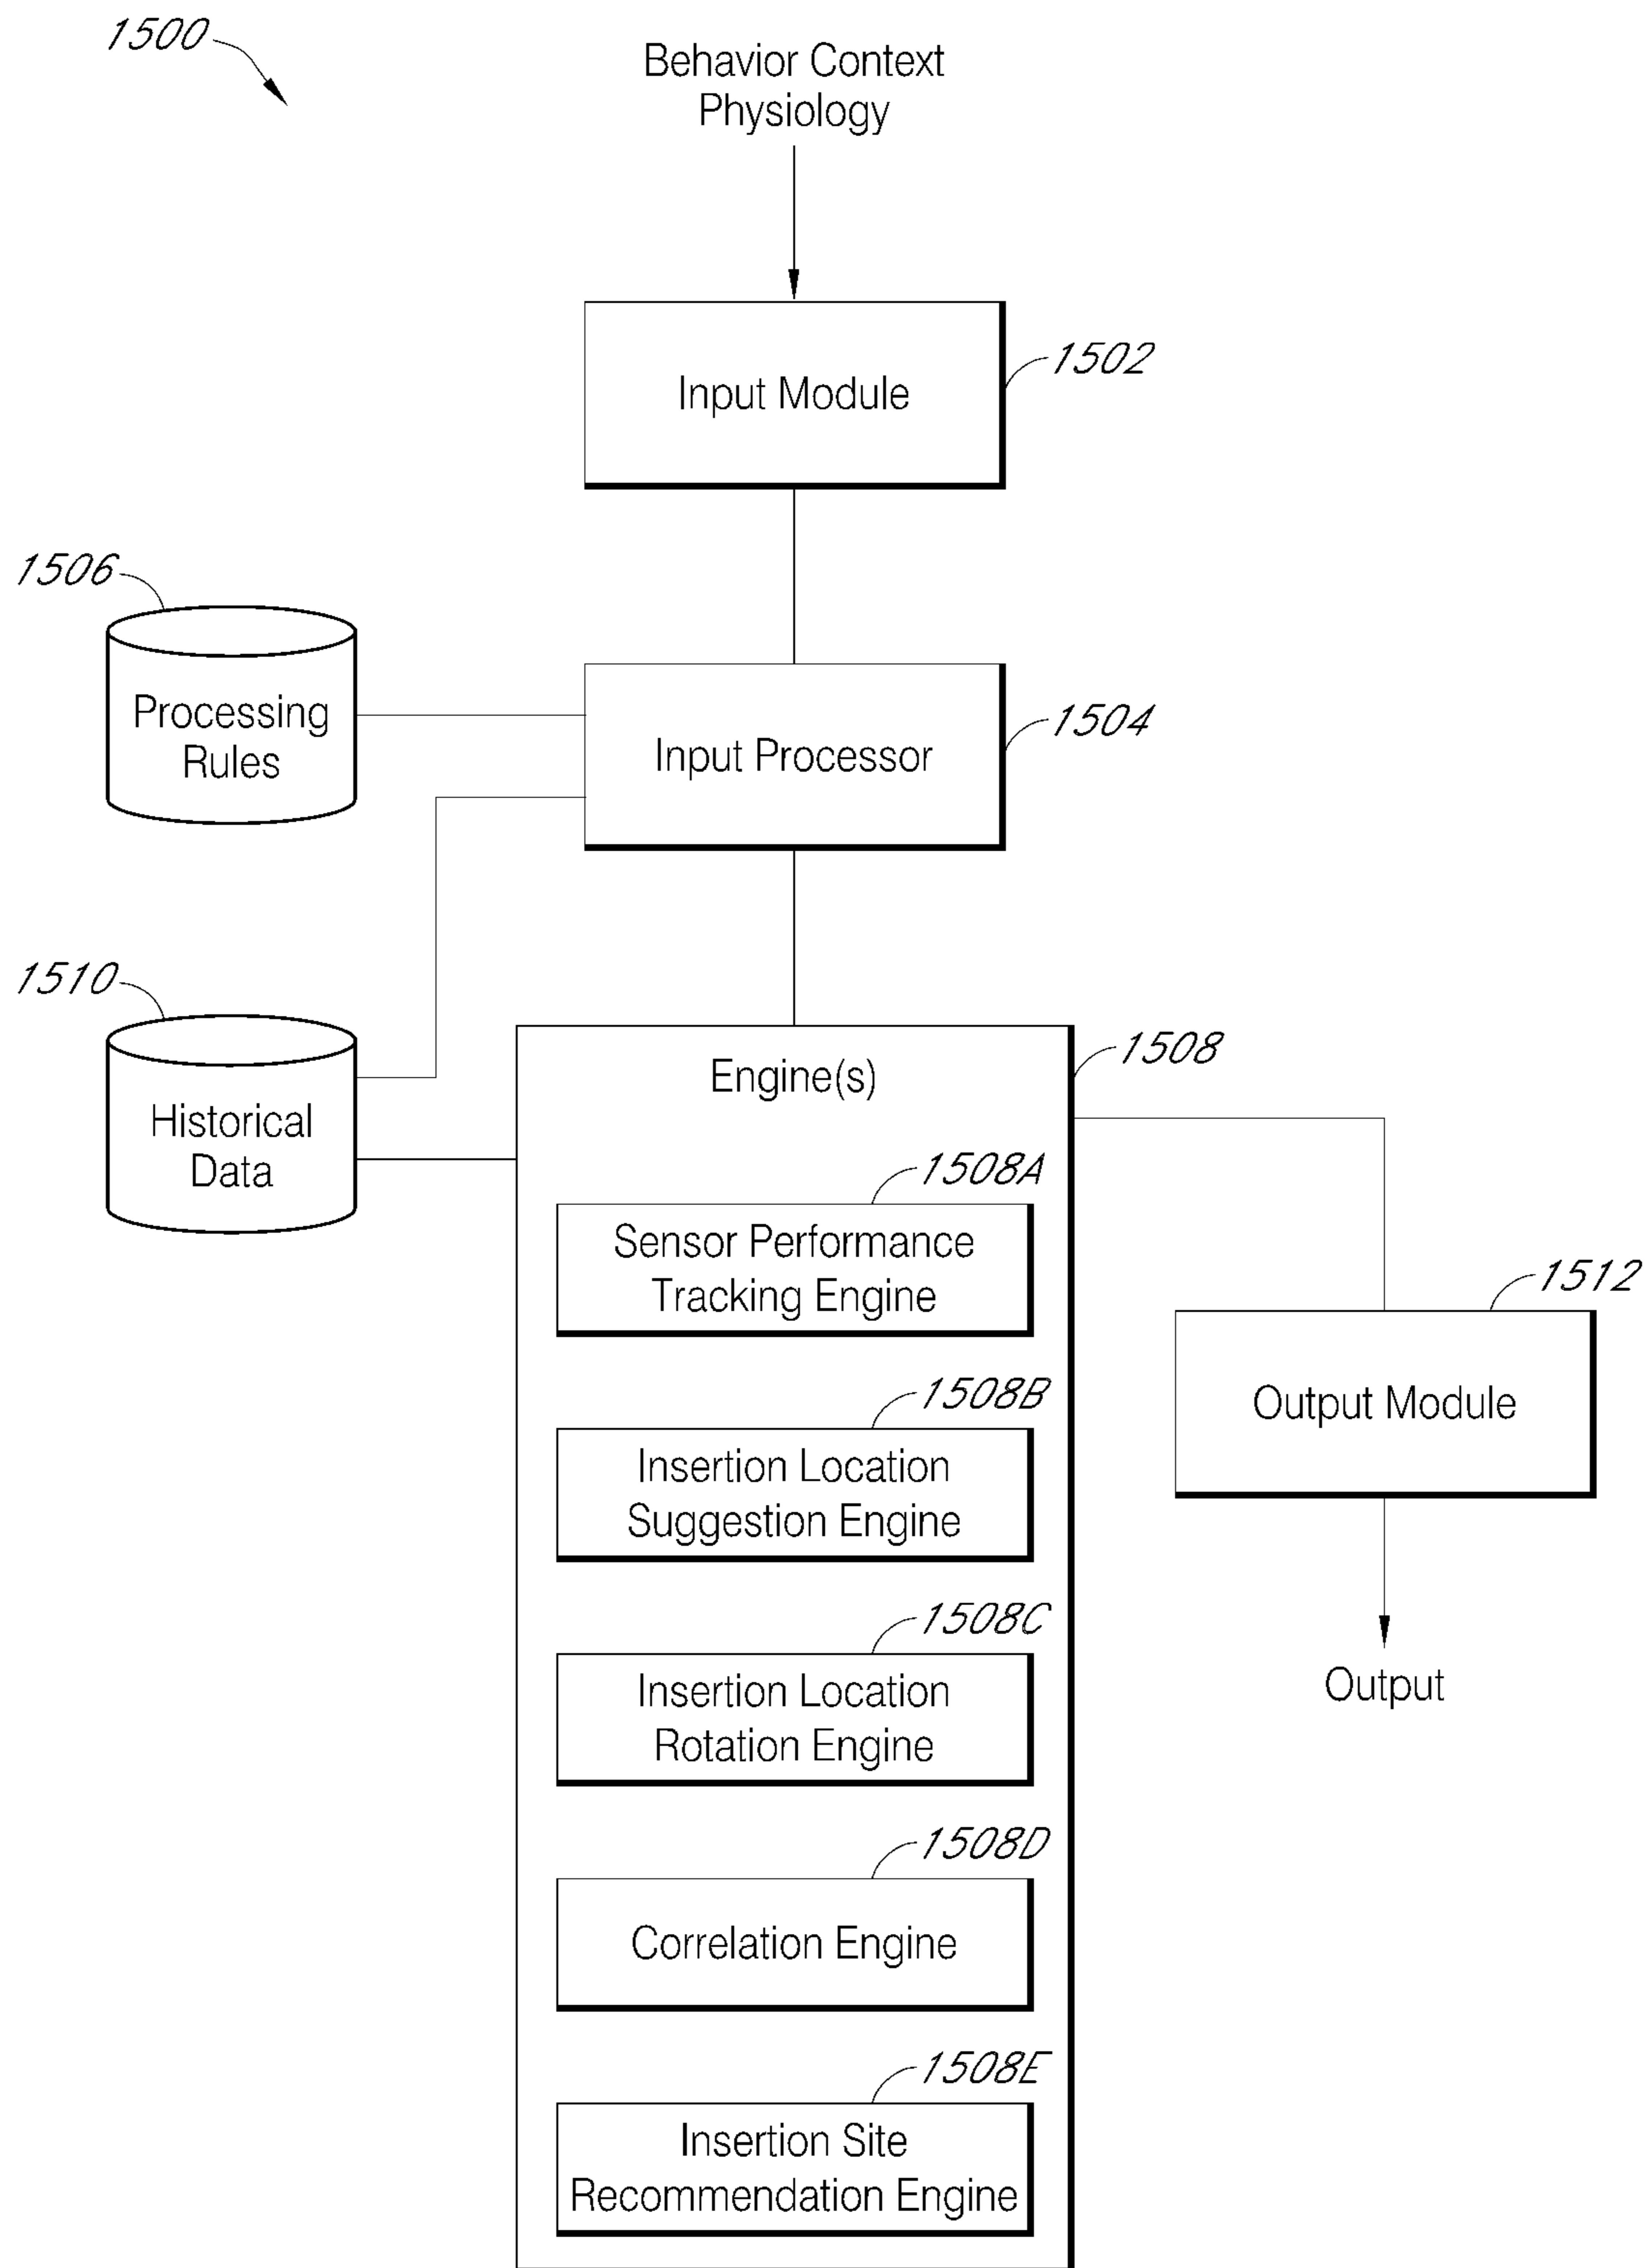 1500
Behavior Context
Physiology
Input Module
1502
1506
Processing
Rules
Input Processor
1504
1510
Historical
Data
Engine(s)
1508
1508A
Sensor Performance
Tracking Engine
1508B
Insertion Location
Suggestion Engine
1508C
Insertion Location
Rotation Engine
1508D
Correlation Engine
1508E
Insertion Site
Recommendation Engine
1512
Output Module
Output